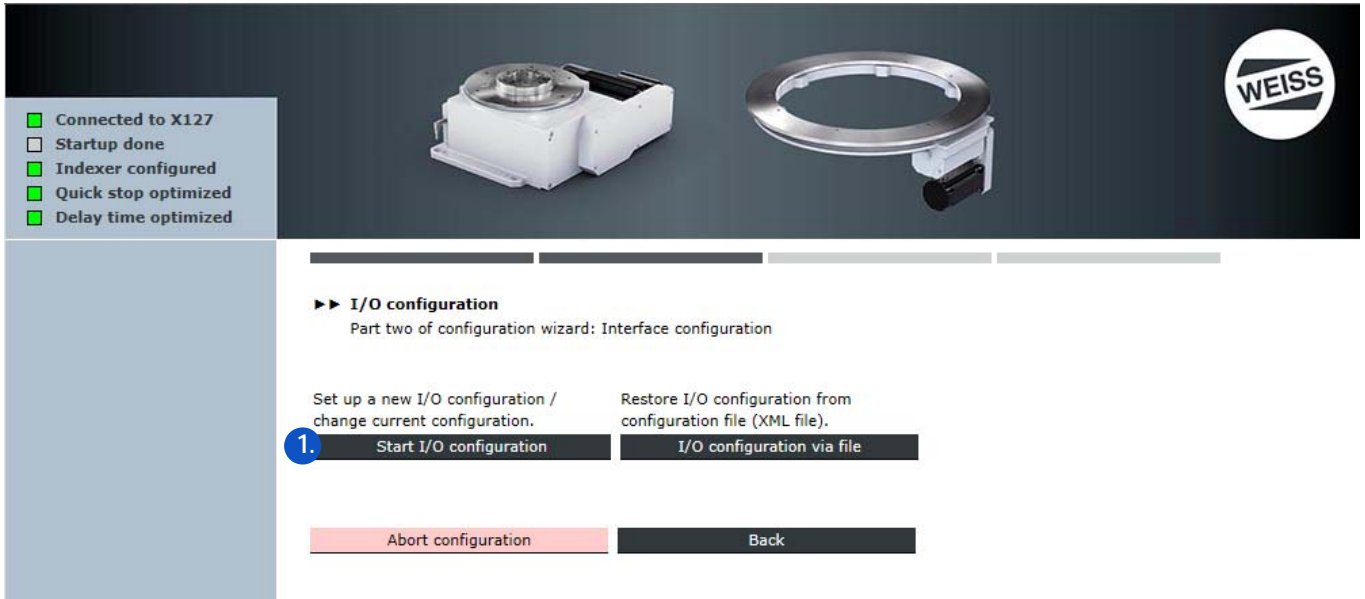 WEISS
Connected to X127
Startup done
Indexer configured
Quick stop optimized
Delay time optimized
►► I/O configuration
Part two of configuration wizard: Interface configuration
Set up a new I/O configuration /
change current configuration.
Restore I/O configuration from
configuration file (XML file).
1. Start I/O configuration
I/O configuration via file
Abort configuration
Back